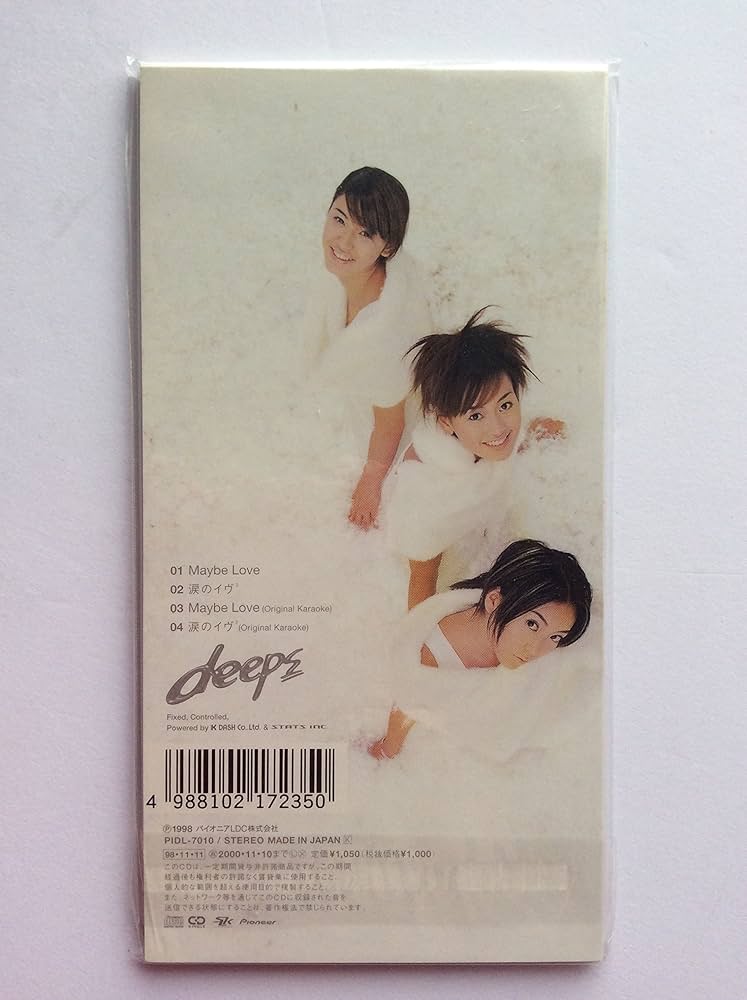 01 Maybe Love
02 涙のイヴ
03 Maybe Love (Original Karaoke)
04 涙のイヴ (Original Karaoke)
deeps
Fixed, Controlled,
Powered by K DASH Co.,Ltd. & STATS INC
4 988102 172350
Ⓟ1998 パイオニアLDC株式会社
PIDL-7010 / STEREO MADE IN JAPAN K
98・11・11 2000・11・10まで 定価¥1,050(税抜価格¥1,000)
このCDは、一定期間貸与非許諾商品ですが、この期間
経過後も権利者の許諾なく賃貸業に使用すること、
個人的な範囲を超える使用目的で複製すること、
また、ネットワーク等を通じてこのCDに収録された音を
送信できる状態にすることは、著作権法で禁じられています。
Pioneer